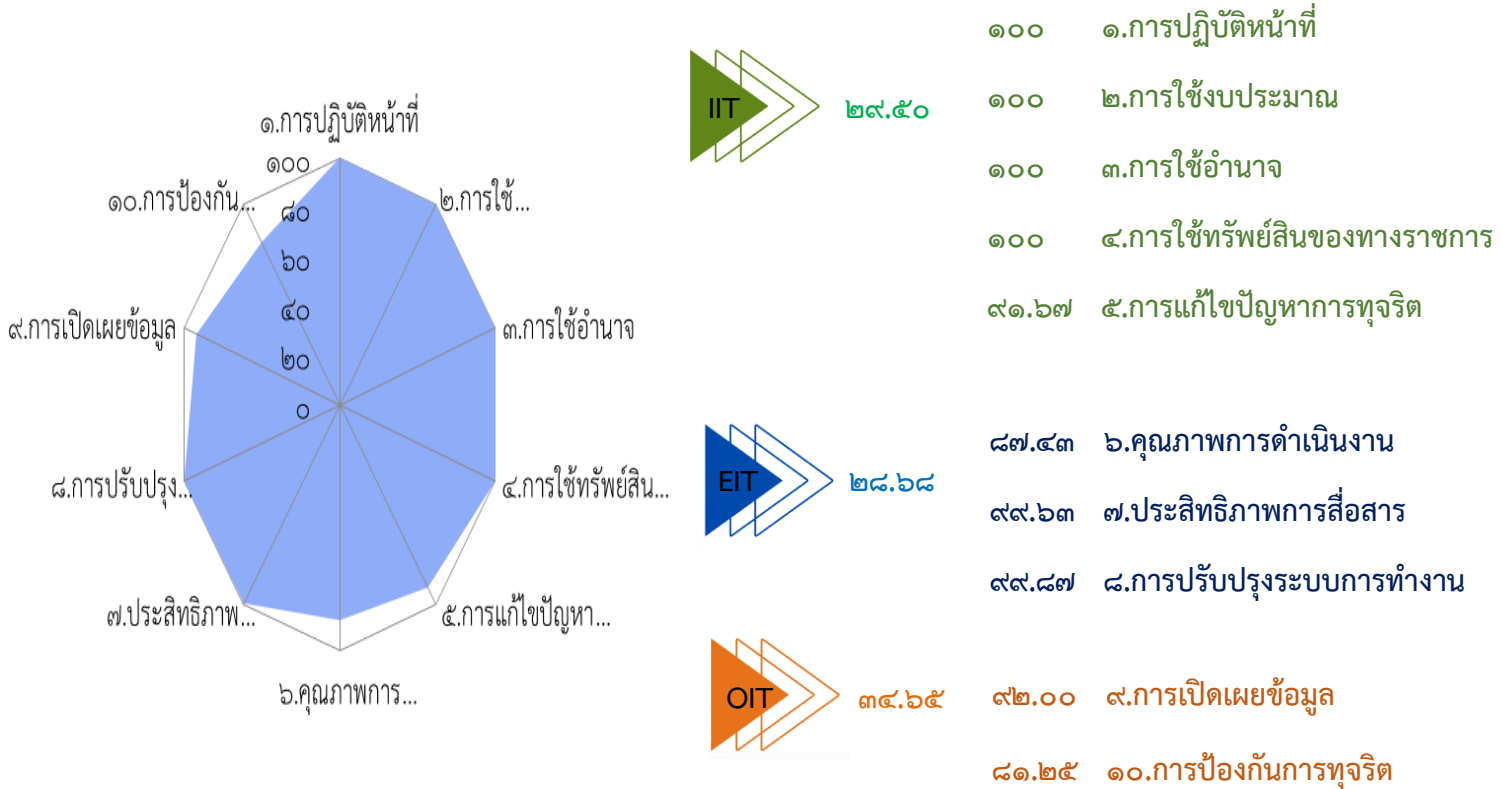 ๑.การปฏิบัติหน้าที่
๑๐๐
๘๐
๖๐
๔๐
๒๐
๐
๒.การใช้...
๓.การใช้อำนาจ
๔.การใช้ทรัพย์สิน...
๕.การแก้ไขปัญหา...
๖.คุณภาพการ...
๗.ประสิทธิภาพ...
๘.การปรับปรุง...
๙.การเปิดเผยข้อมูล
๑๐.การป้องกัน...
IIT ๒๙.๕๐
๑๐๐ ๑.การปฏิบัติหน้าที่
๑๐๐ ๒.การใช้งบประมาณ
๑๐๐ ๓.การใช้อำนาจ
๑๐๐ ๔.การใช้ทรัพย์สินของทางราชการ
๙๑.๖๗ ๕.การแก้ไขปัญหาการทุจริต
EIT ๒๘.๖๘
๘๗.๔๓ ๖.คุณภาพการดำเนินงาน
๙๙.๖๓ ๗.ประสิทธิภาพการสื่อสาร
๙๙.๘๗ ๘.การปรับปรุงระบบการทำงาน
OIT ๓๔.๖๕
๙๒.๐๐ ๙.การเปิดเผยข้อมูล
๘๑.๒๕ ๑๐.การป้องกันการทุจริต